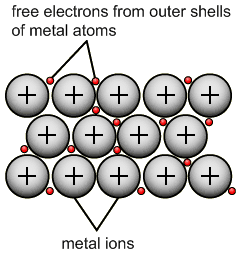 free electrons from outer shells
of metal atoms
+ + + + +
+ + + +
+ + + + +
metal ions